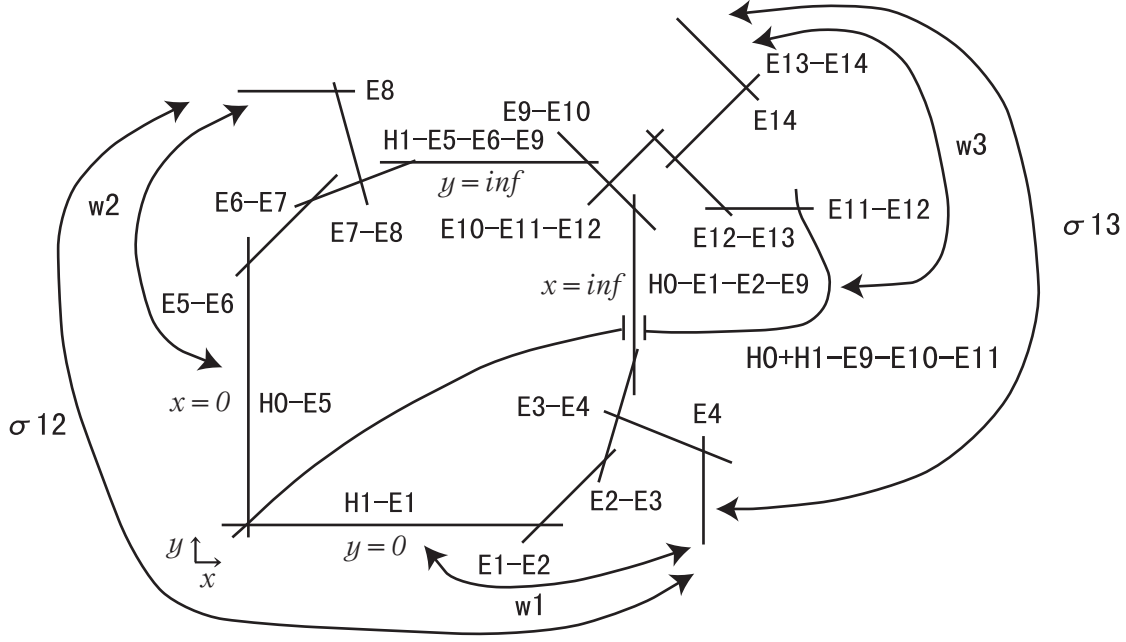 E13-E14
E8
E9-E10
E14
H1-E5-E6-E9
w3
y = inf
w2
E6-E7
E11-E12
E7-E8
E10-E11-E12
E12-E13
σ13
E5-E6
x = inf
H0-E1-E2-E9
H0+H1-E9-E10-E11
x = 0
H0-E5
E3-E4
E4
σ12
H1-E1
E2-E3
y
y = 0
x
E1-E2
w1